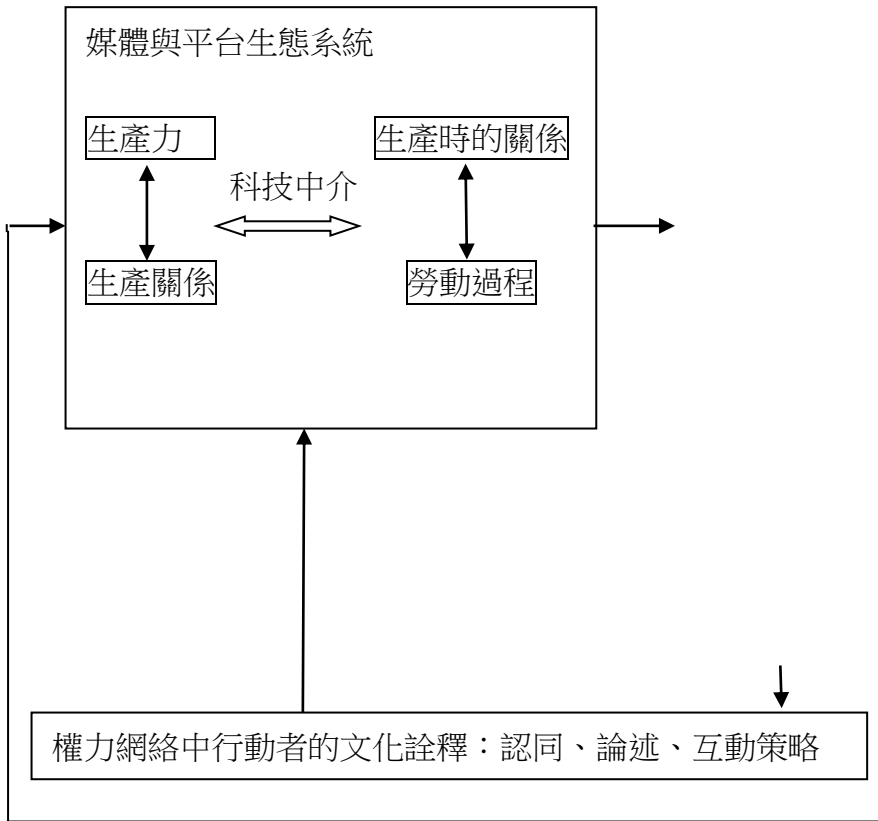 媒體與平台生態系統
生產力
生產時的關係
科技中介
生產關係
勞動過程
權力網絡中行動者的文化詮釋：認同、論述、互動策略